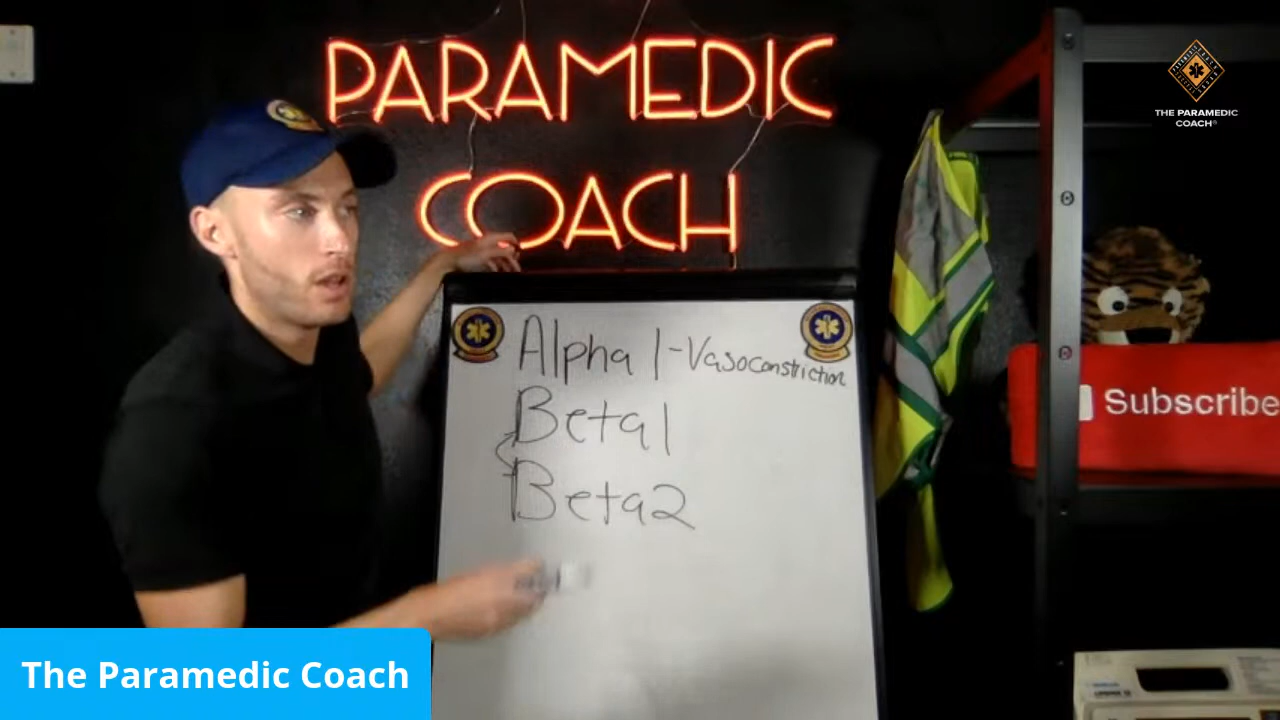 PARAMEDIC
COACH
THE PARAMEDIC
COACH®
Alpha 1-Vasoconstriction
Beta1
Beta2
Subscribe
The Paramedic Coach